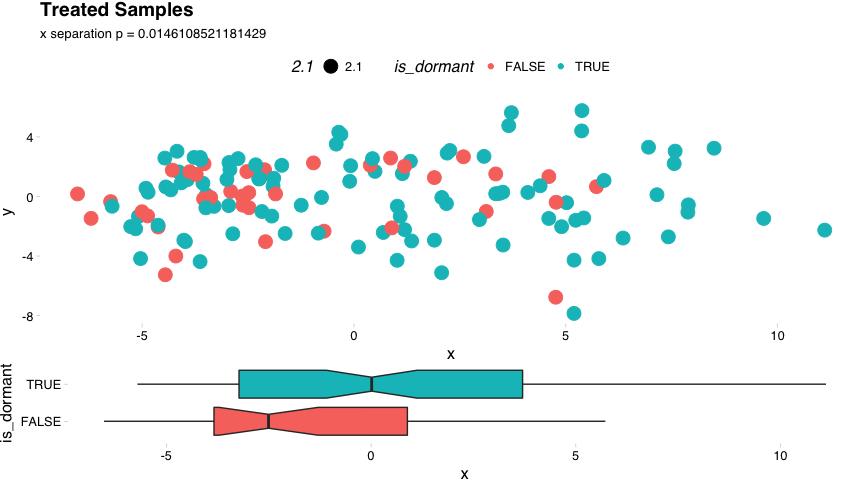 Treated Samples
x separation p = 0.0146108521181429
2.1 2.1 is_dormant FALSE TRUE
4
0
-4
-8
y
-5 0 5 10
x
is_dormant
TRUE
FALSE
-5 0 5 10
x